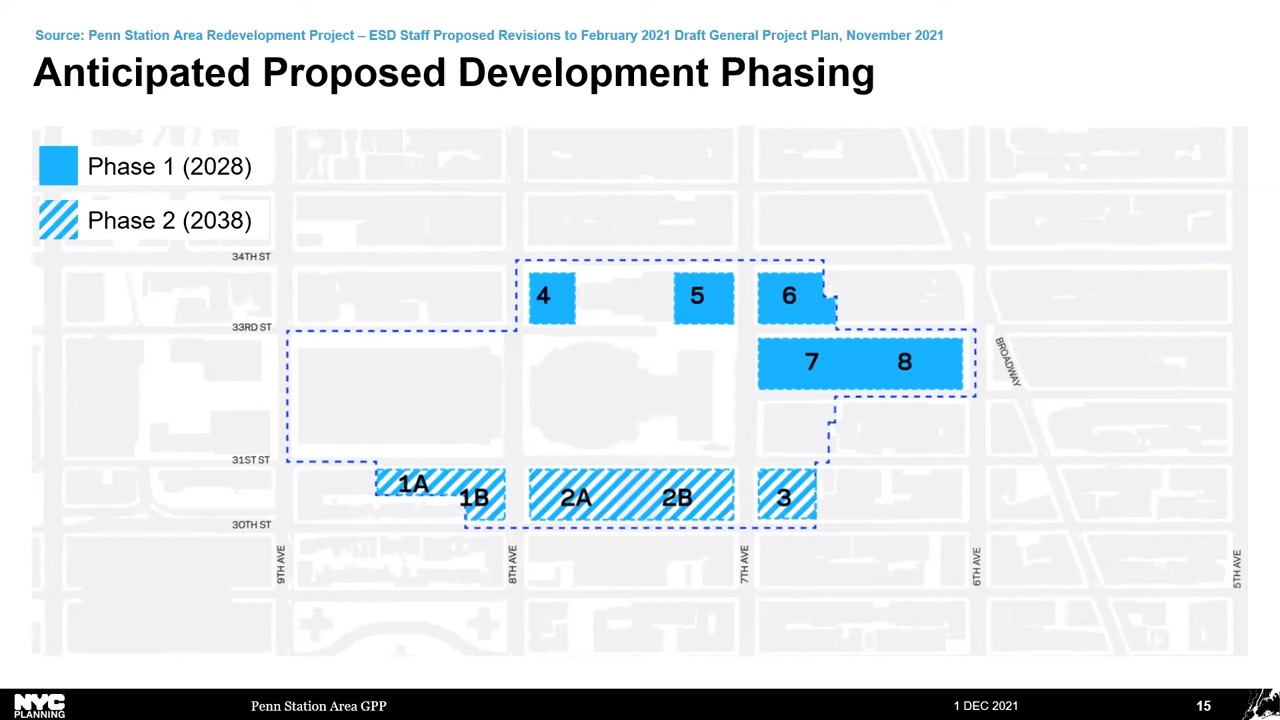 Source: Penn Station Area Redevelopment Project – ESD Staff Proposed Revisions to February 2021 Draft General Project Plan, November 2021
Anticipated Proposed Development Phasing
Phase 1 (2028)
Phase 2 (2038)
34TH ST
4
5
6
33RD ST
BROADWAY
7
8
31ST ST
1A
1B
2A
2B
3
30TH ST
9TH AVE
8TH AVE
7TH AVE
6TH AVE
5TH AVE
NYC
PLANNING
Penn Station Area GPP
1 DEC 2021
15